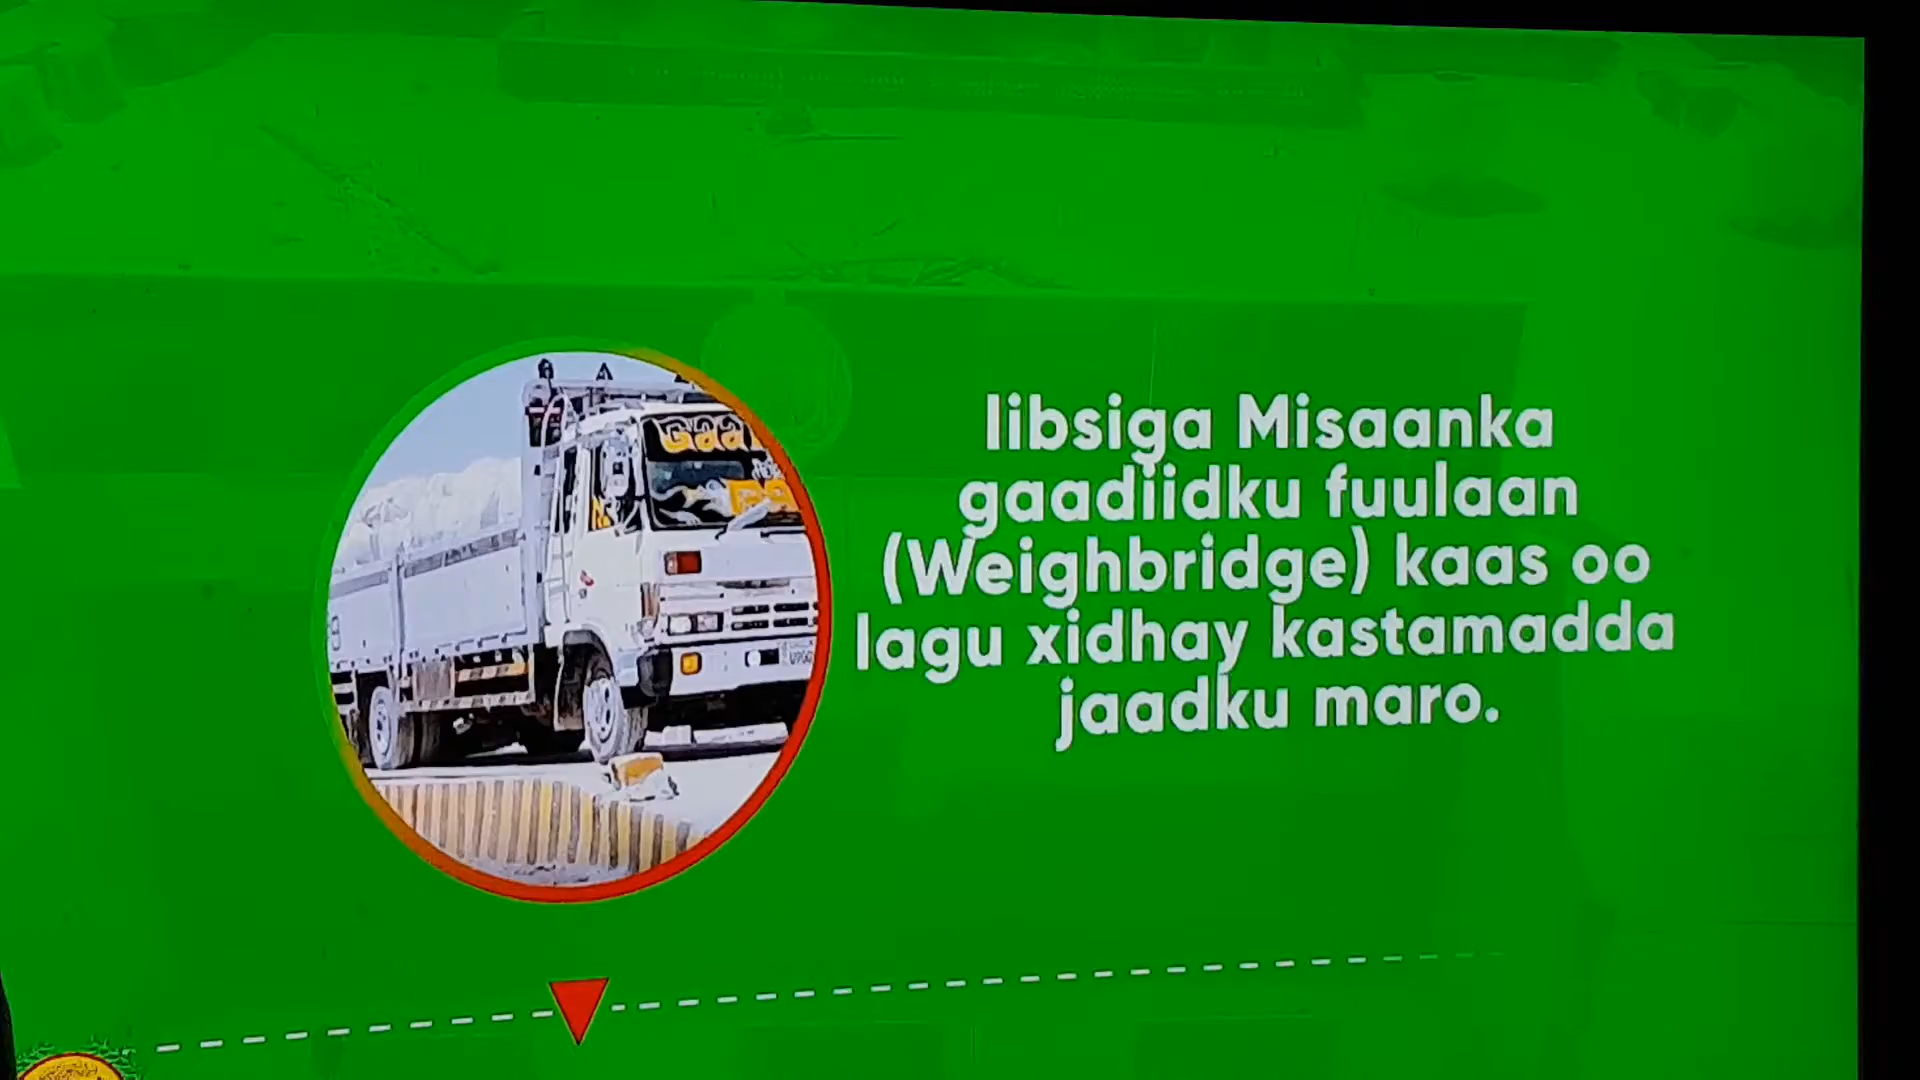 Iibsiga Misaanka
gaadiidku fuulaan
(Weighbridge) kaas oo
lagu xidhay kastamadda
jaadku maro.